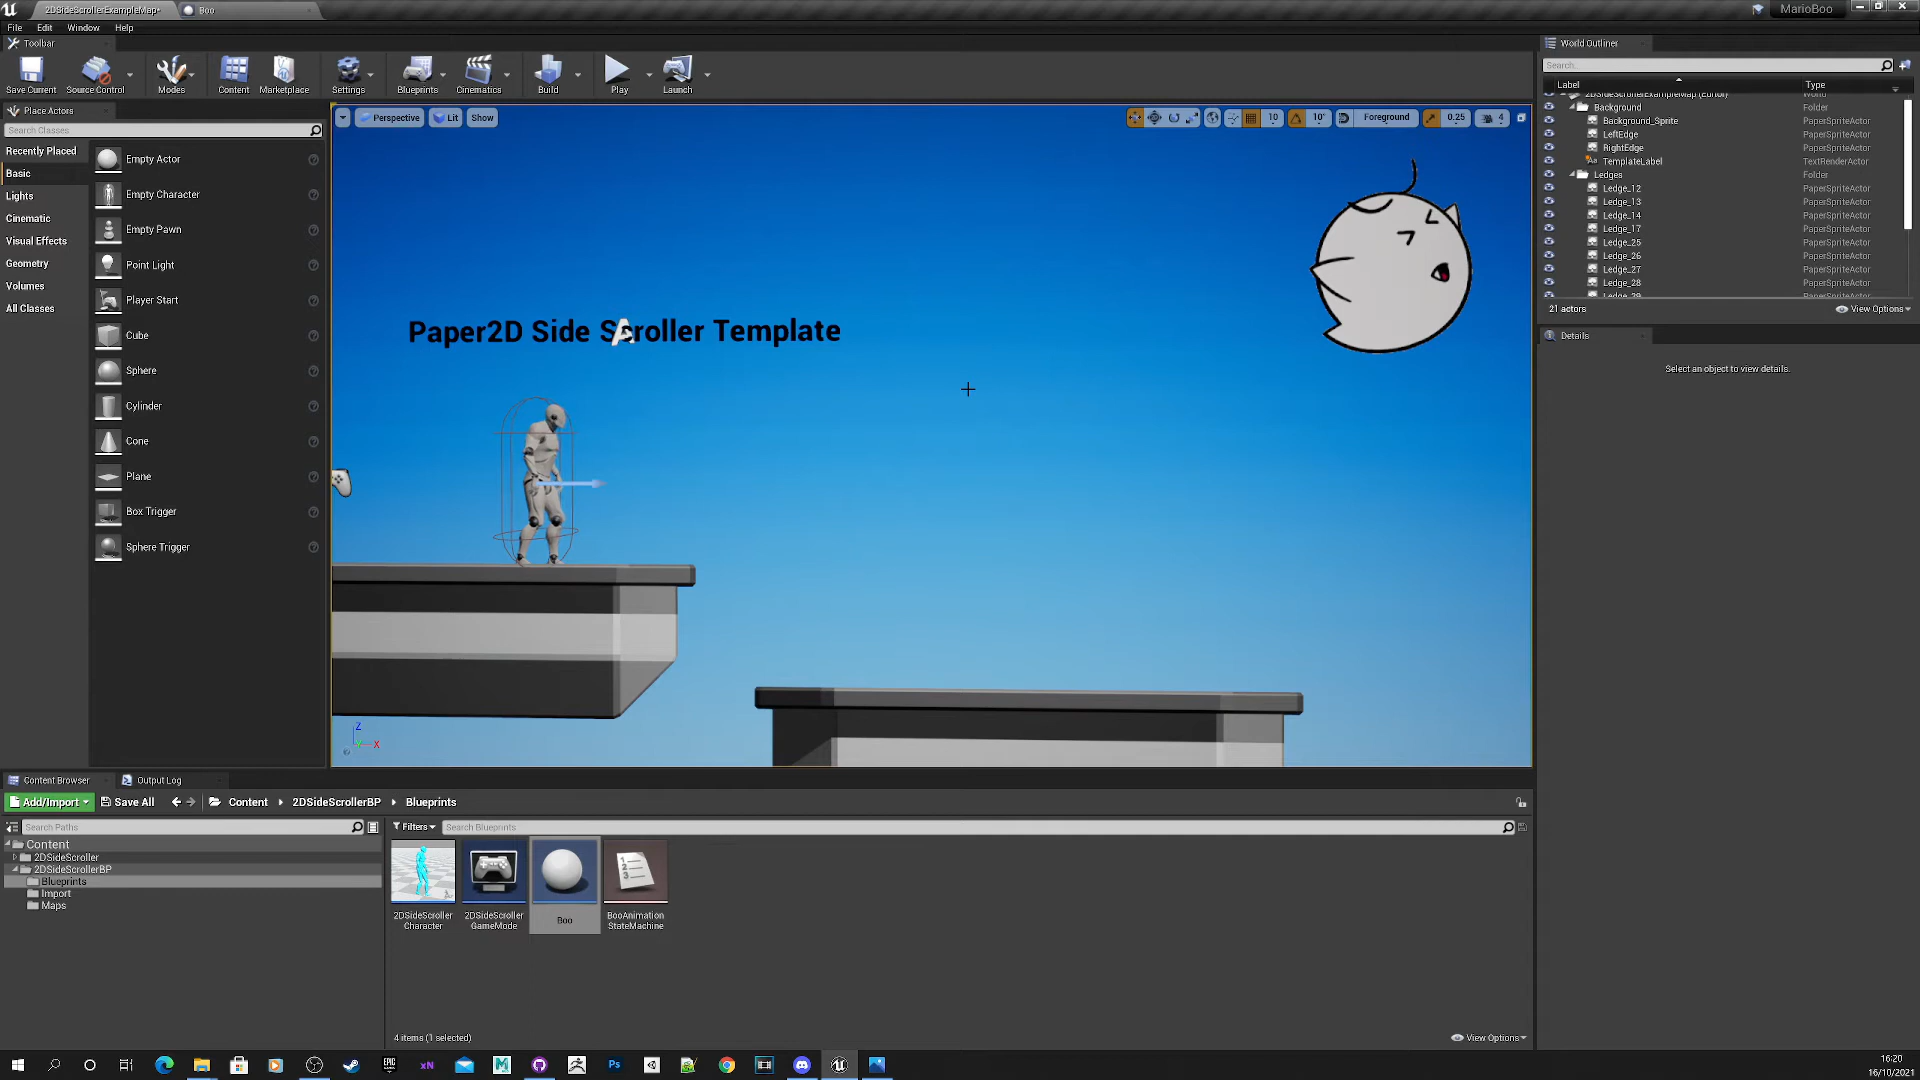 2DSideScrollerExampleMap*
Boo
MarioBoo
File Edit Window Help
Toolbar
Save Current
Source Control
Modes
Content
Marketplace
Settings
Blueprints
Cinematics
Build
Play
Launch
Place Actors
Search Classes
Recently Placed
Basic
Lights
Cinematic
Visual Effects
Geometry
Volumes
All Classes
Empty Actor
Empty Character
Empty Pawn
Point Light
Player Start
Cube
Sphere
Cylinder
Cone
Plane
Box Trigger
Sphere Trigger
Perspective
Lit
Show
10
10°
Foreground
0.25
4
Paper2D Side Scroller Template
A
Z
X
World Outliner
Search...
Label Type
2DSideScrollerExampleMap (Editor) World
Background Folder
Background_Sprite PaperSpriteActor
LeftEdge PaperSpriteActor
RightEdge PaperSpriteActor
TemplateLabel TextRenderActor
Ledges Folder
Ledge_12 PaperSpriteActor
Ledge_13 PaperSpriteActor
Ledge_14 PaperSpriteActor
Ledge_17 PaperSpriteActor
Ledge_25 PaperSpriteActor
Ledge_26 PaperSpriteActor
Ledge_27 PaperSpriteActor
Ledge_28 PaperSpriteActor
Ledge_29 PaperSpriteActor
21 actors
View Options
Details
Select an object to view details.
Content Browser
Output Log
Add/Import
Save All
Content
2DSideScrollerBP
Blueprints
Search Paths
Filters
Search Blueprints
Content
2DSideScroller
2DSideScrollerBP
Blueprints
Import
Maps
2DSideScroller
Character
2DSideScroller
GameMode
Boo
BooAnimation
StateMachine
4 items (1 selected)
View Options
EPIC
xN
Ps
16:20
16/10/2021